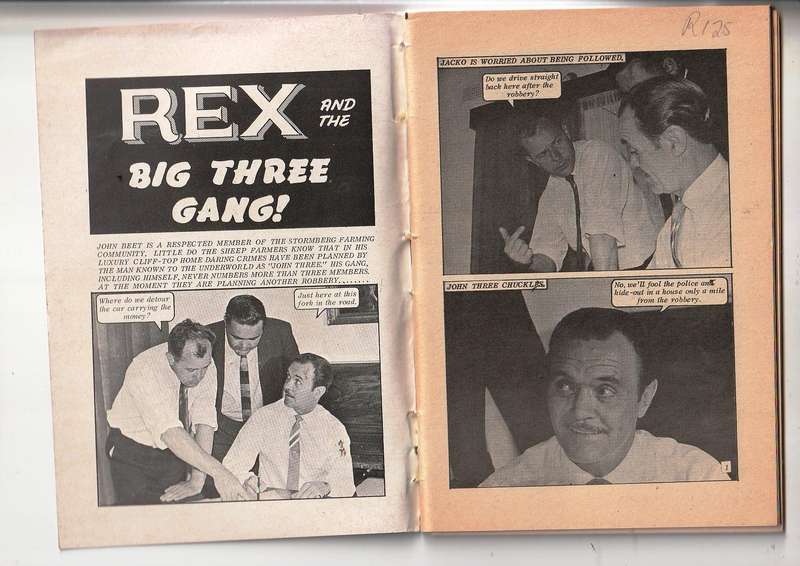 REX AND THE
BIG THREE
GANG!
JOHN BEET IS A RESPECTED MEMBER OF THE STORMBERG FARMING
COMMUNITY, LITTLE DO THE SHEEP FARMERS KNOW THAT IN HIS
LUXURY CLIFF-TOP HOME DARING CRIMES HAVE BEEN PLANNED BY
THE MAN KNOWN TO THE UNDERWORLD AS "JOHN THREE." HIS GANG,
INCLUDING HIMSELF, NEVER NUMBERS MORE THAN THREE MEMBERS.
AT THE MOMENT THEY ARE PLANNING ANOTHER ROBBERY........
Where do we detour
the car carrying the
money?
Just here at this
fork in the road.
R125
JACKO IS WORRIED ABOUT BEING FOLLOWED.
Do we drive straight
back here after the
robbery?
JOHN THREE CHUCKLES.
No, we'll fool the police and
hide-out in a house only a mile
from the robbery.
1